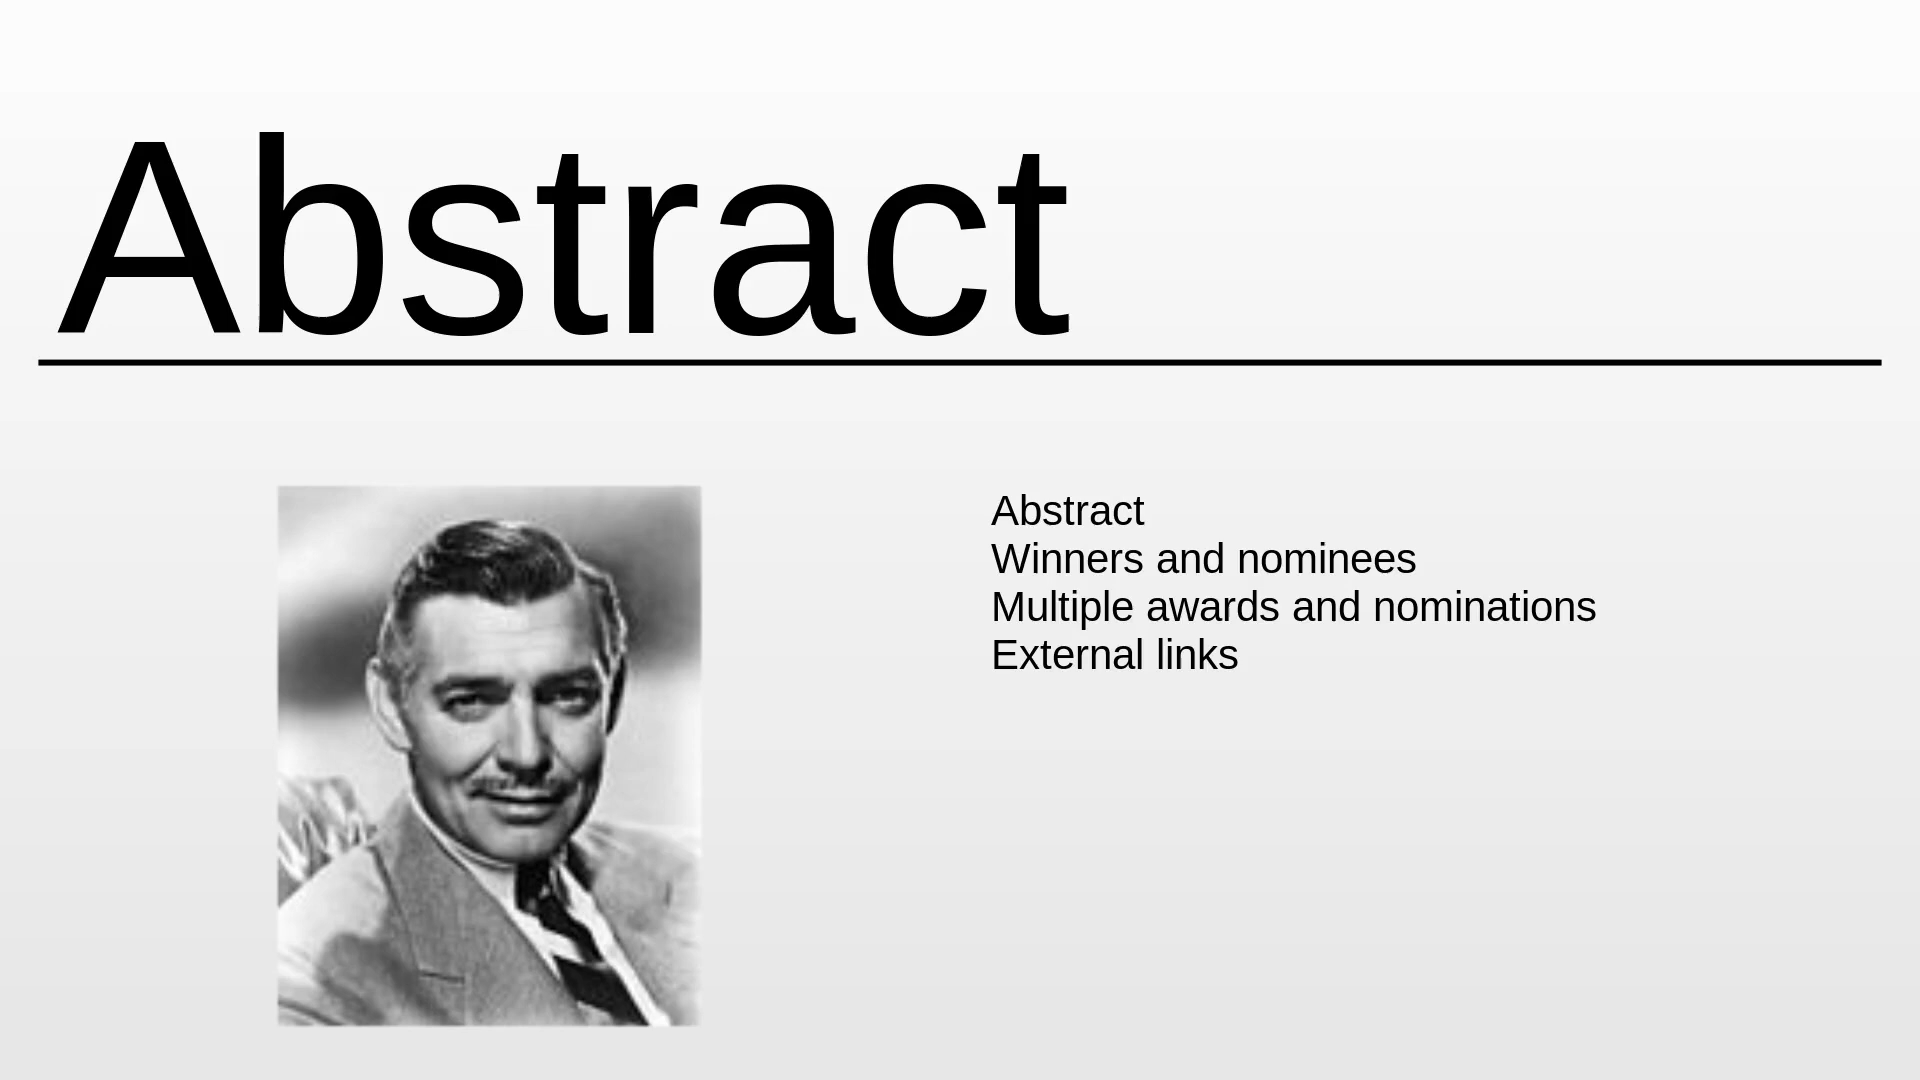 Abstract
Abstract
Winners and nominees
Multiple awards and nominations
External links